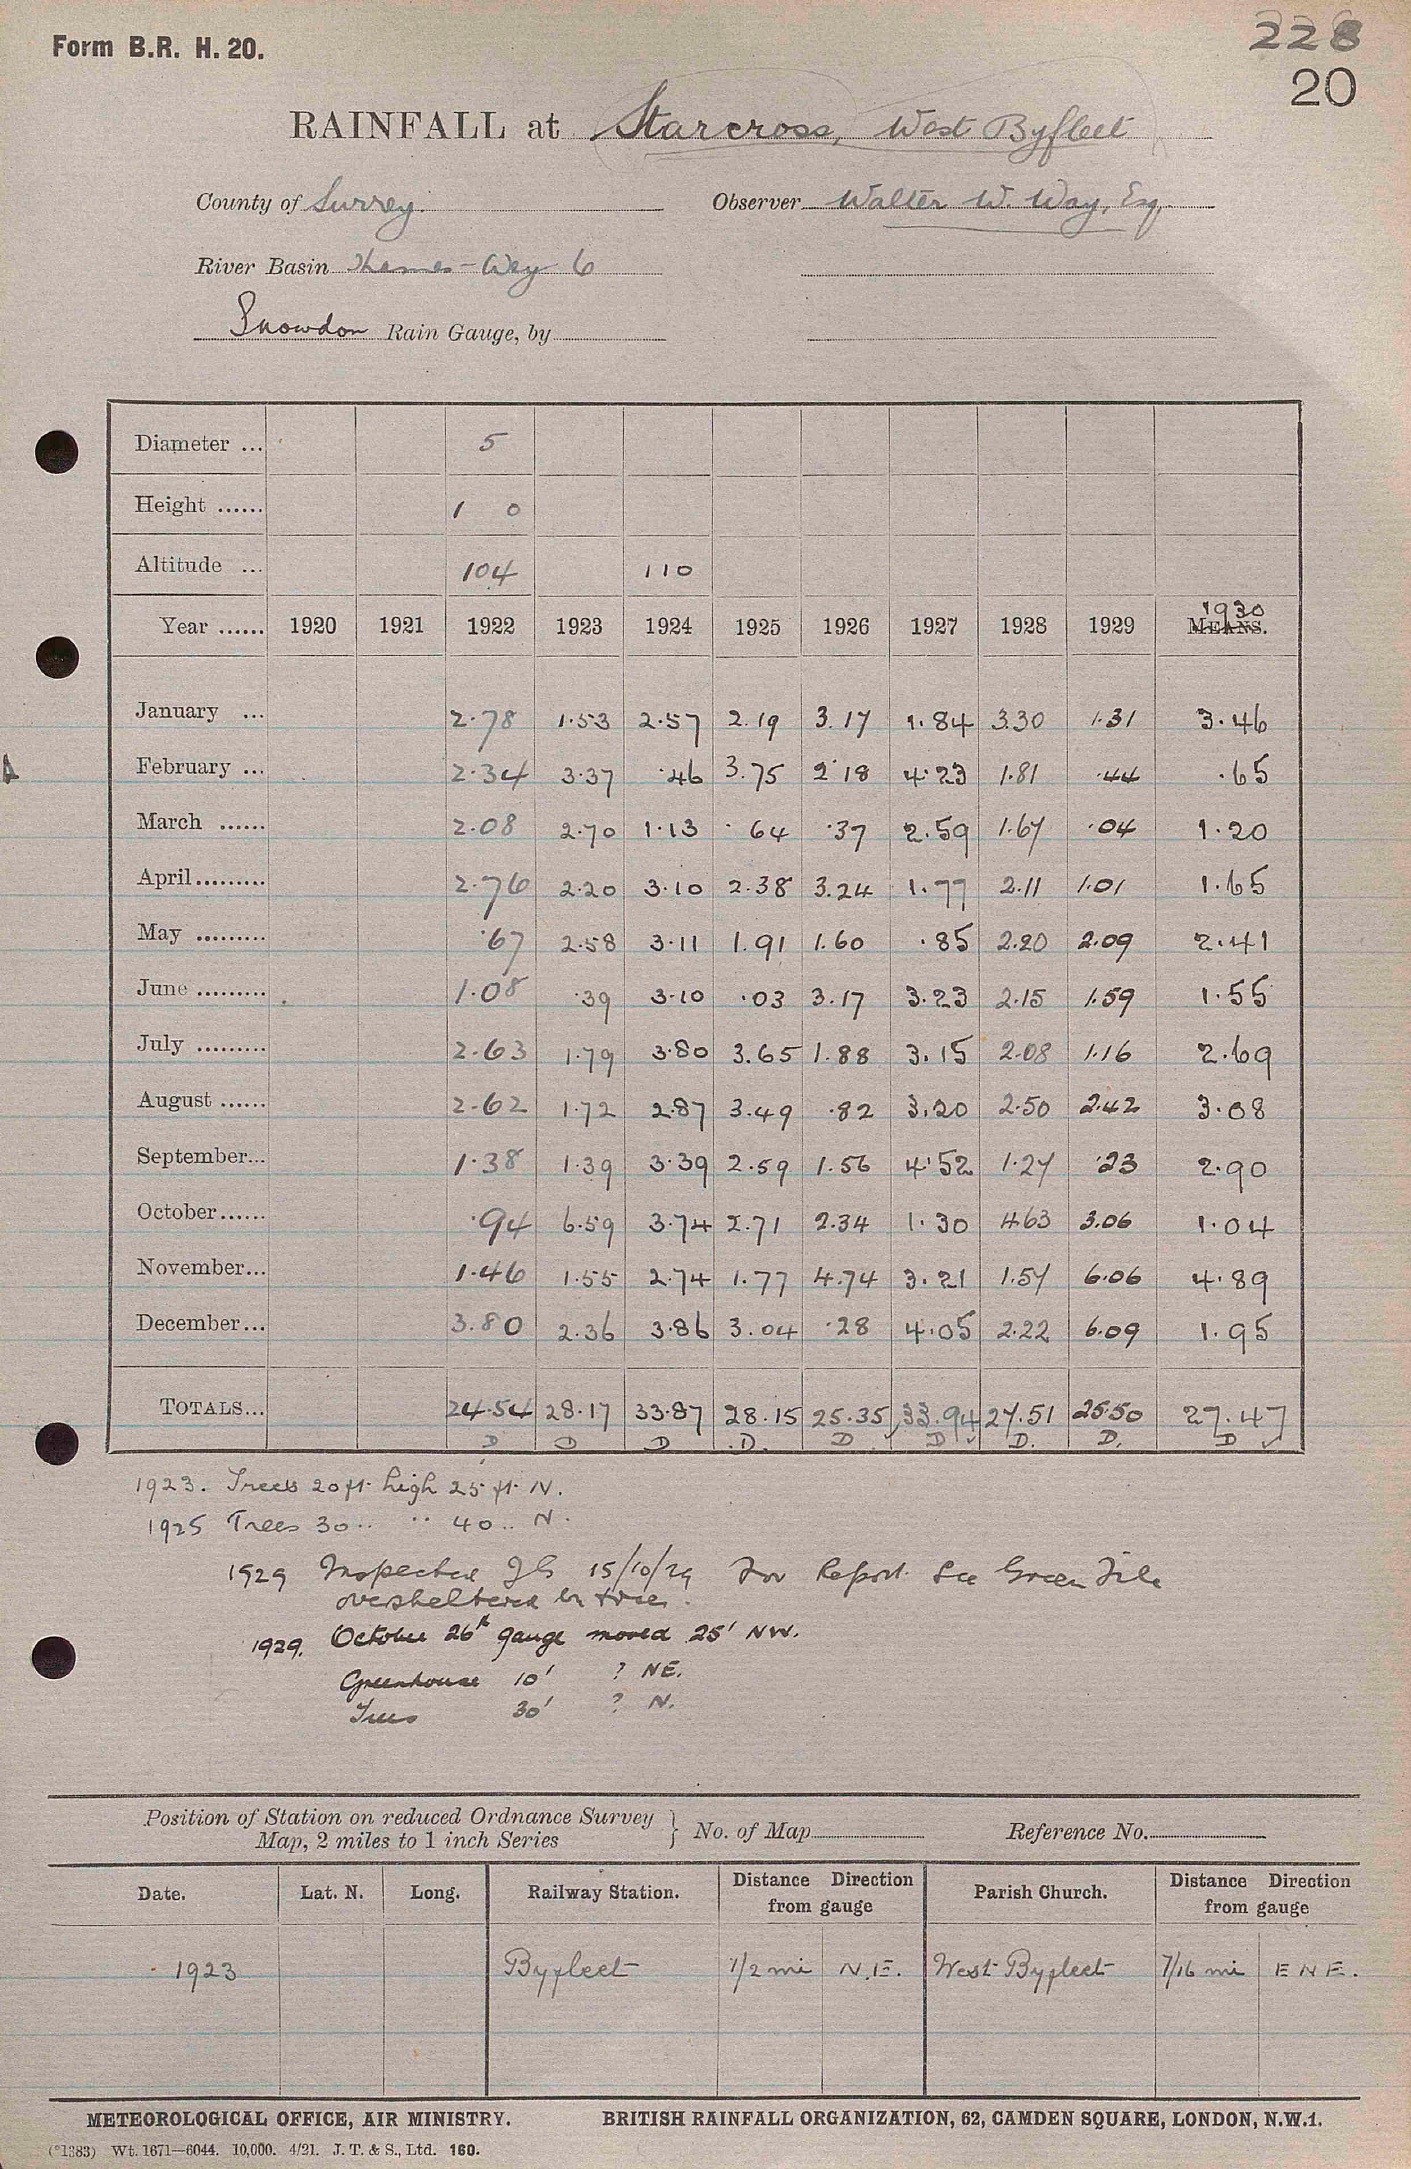 Form B.R. H. 20.
228
20
RAINFALL at Starcross, West Byfleet
County of Surrey. Observer Walter W. Way, Esq.
River Basin Thames - Wey 6
Snowdon Rain Gauge, by
Diameter ... 5
Height ...... 1 0
Altitude ... 104 110
1930
Year ...... 1920 1921 1922 1923 1924 1925 1926 1927 1928 1929 MEANS.
January ... 2.78 1.53 2.57 2.19 3.17 1.84 3.30 1.31 3.46
February ... 2.34 3.37 .46 3.75 2.18 4.23 1.81 .44 .65
March ...... 2.08 2.70 1.13 .64 .37 2.59 1.67 .04 1.20
April......... 2.76 2.20 3.10 2.38 3.24 1.77 2.11 1.01 1.65
May ......... .67 2.58 3.11 1.91 1.60 .85 2.20 2.09 2.41
June ......... 1.08 .39 3.10 .03 3.17 3.23 2.15 1.59 1.55
July ......... 2.63 1.79 3.80 3.65 1.88 3.15 2.08 1.16 2.69
August ...... 2.62 1.72 2.87 3.49 .82 3.20 2.50 2.42 3.08
September... 1.38 1.39 3.39 2.59 1.56 4.52 1.27 .23 2.90
October...... .94 6.59 3.74 2.71 2.34 1.30 4.63 3.06 1.04
November... 1.46 1.55 2.74 1.77 4.74 3.21 1.57 6.06 4.89
December... 3.80 2.36 3.86 3.04 .28 4.05 2.22 6.09 1.95
TOTALS... 24.54 28.17 33.87 28.15 25.35 33.94 27.51 25.50 27.47
D D D D. D D ✓ D. D. D ✓
1923. Trees 20 ft. high 25 ft. N.
1925 Trees 30 .. .. 40 .. N.
1929 Inspected 15/10/29 For Report See Green File
oversheltered by trees.
1929. October 26th gauge moved 25' NW.
Greenhouse 10' ? NE.
Trees 30' ? N.
Position of Station on reduced Ordnance Survey
Map, 2 miles to 1 inch Series } No. of Map Reference No.
Date. Lat. N. Long. Railway Station. Distance Direction from gauge Parish Church. Distance Direction from gauge
1923 Byfleet 1/2 mi N.E. West Byfleet 7/16 mi E N E.
METEOROLOGICAL OFFICE, AIR MINISTRY. BRITISH RAINFALL ORGANIZATION, 62, CAMDEN SQUARE, LONDON, N.W.1.
(*1383) Wt. 1671—6044. 10,000. 4/21. J. T. & S., Ltd. 160.